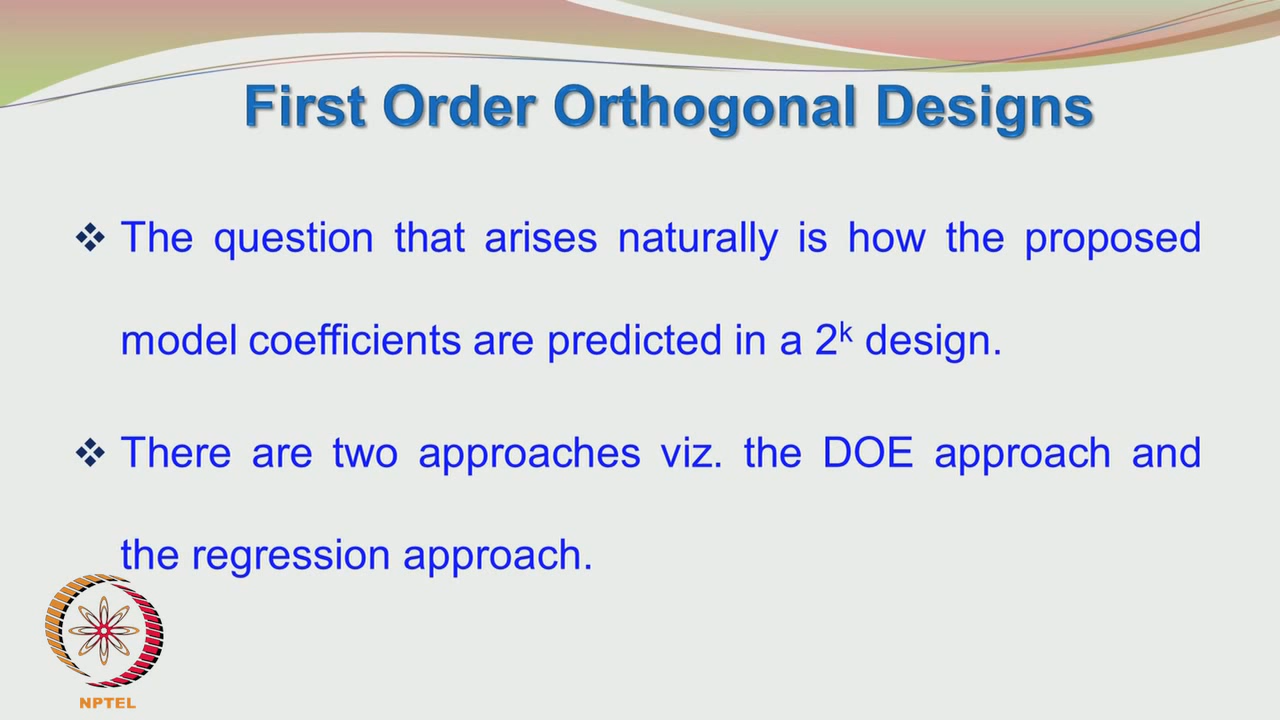 First Order Orthogonal Designs
❖ The question that arises naturally is how the proposed
model coefficients are predicted in a 2ᵏ design.
❖ There are two approaches viz. the DOE approach and
the regression approach.
NPTEL